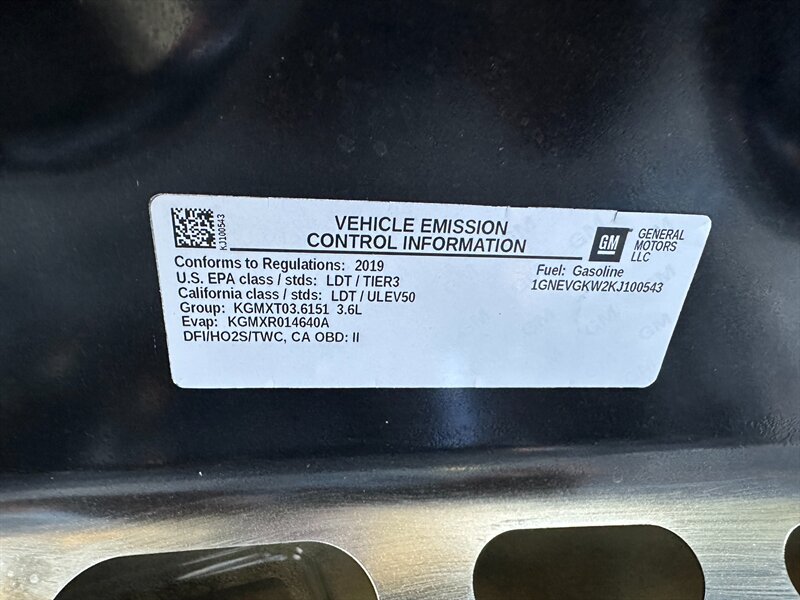 KJ100543
VEHICLE EMISSION
CONTROL INFORMATION
GM
GENERAL
MOTORS
LLC
Conforms to Regulations: 2019
U.S. EPA class / stds: LDT / TIER3
California class / stds: LDT / ULEV50
Group: KGMXT03.6151 3.6L
Evap: KGMXR014640A
DFI/HO2S/TWC, CA OBD: II
Fuel: Gasoline
1GNEVGKW2KJ100543